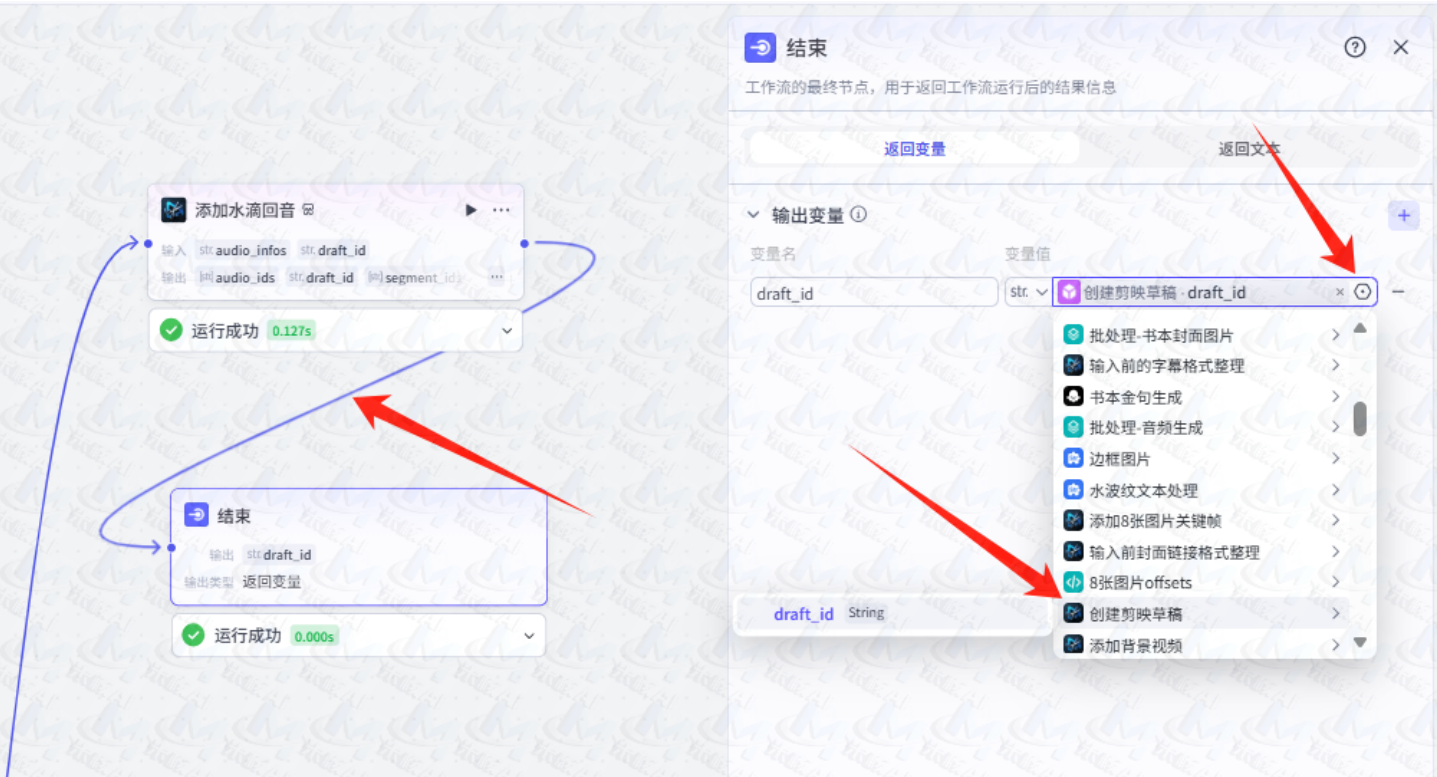 添加水滴回音
输入 str. audio_infos str. draft_id
输出 audio_ids str. draft_id segment_ids ...
运行成功 0.127s
结束
输出 str. draft_id
输出类型 返回变量
运行成功 0.000s
结束
工作流的最终节点，用于返回工作流运行后的结果信息
返回变量 返回文本
输出变量
变量名 变量值
draft_id str. 创建剪映草稿 · draft_id
批处理-书本封面图片
输入前的字幕格式整理
书本金句生成
批处理-音频生成
边框图片
水波纹文本处理
添加8张图片关键帧
输入前封面链接格式整理
8张图片offsets
创建剪映草稿
添加背景视频
draft_id String